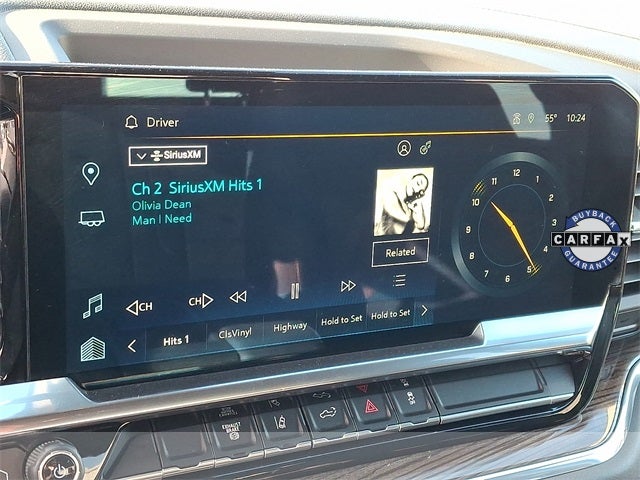 Driver
55° 10:24
SiriusXM
Ch 2 SiriusXM Hits 1
Olivia Dean
Man I Need
Related
12
1
2
3
4
5
6
7
8
9
10
11
BUYBACK
CARFAX
GUARANTEE
CH
CH
Hits 1
ClsVinyl
Highway
Hold to Set
Hold to Set
EXHAUST
BRAKE